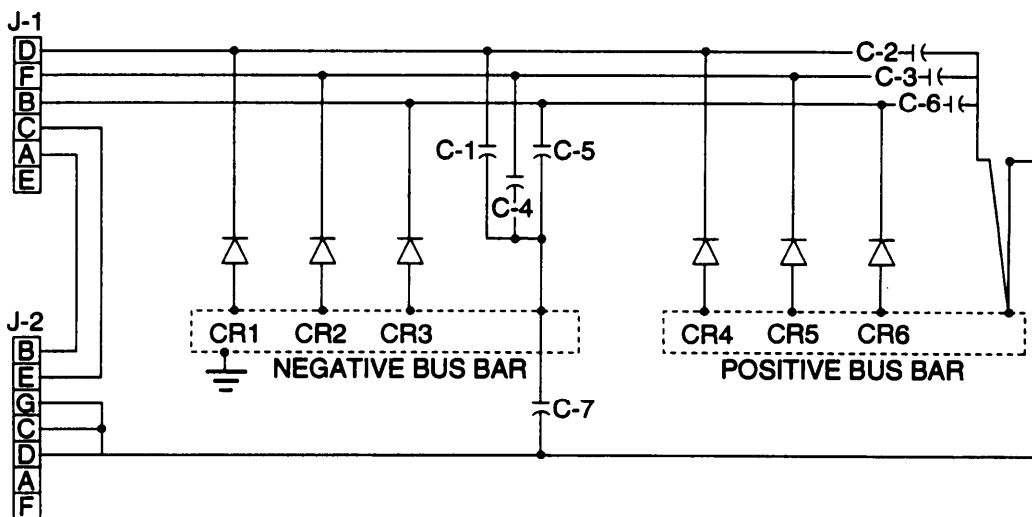 J-1
D
F
B
C
A
E
C-2
C-3
C-6
C-1
C-5
C-4
J-2
B
E
G
C
D
A
F
CR1 CR2 CR3
NEGATIVE BUS BAR
CR4 CR5 CR6
POSITIVE BUS BAR
C-7